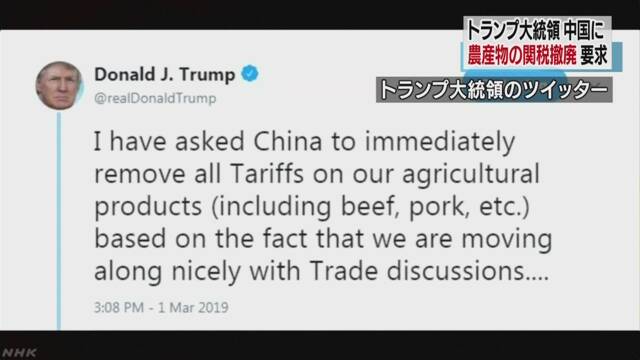 トランプ大統領 中国に
農産物の関税撤廃 要求
トランプ大統領のツイッター
Donald J. Trump
@realDonaldTrump
I have asked China to immediately
remove all Tariffs on our agricultural
products (including beef, pork, etc.)
based on the fact that we are moving
along nicely with Trade discussions....
3:08 PM - 1 Mar 2019
NHK